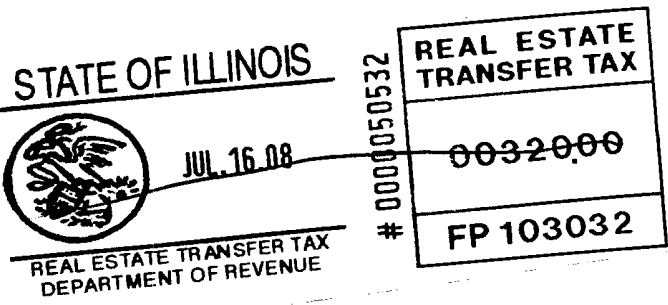 STATE OF ILLINOIS
JUL. 16 08
REAL ESTATE TRANSFER TAX
DEPARTMENT OF REVENUE
# 0000050532
REAL ESTATE
TRANSFER TAX
0032000
FP 103032